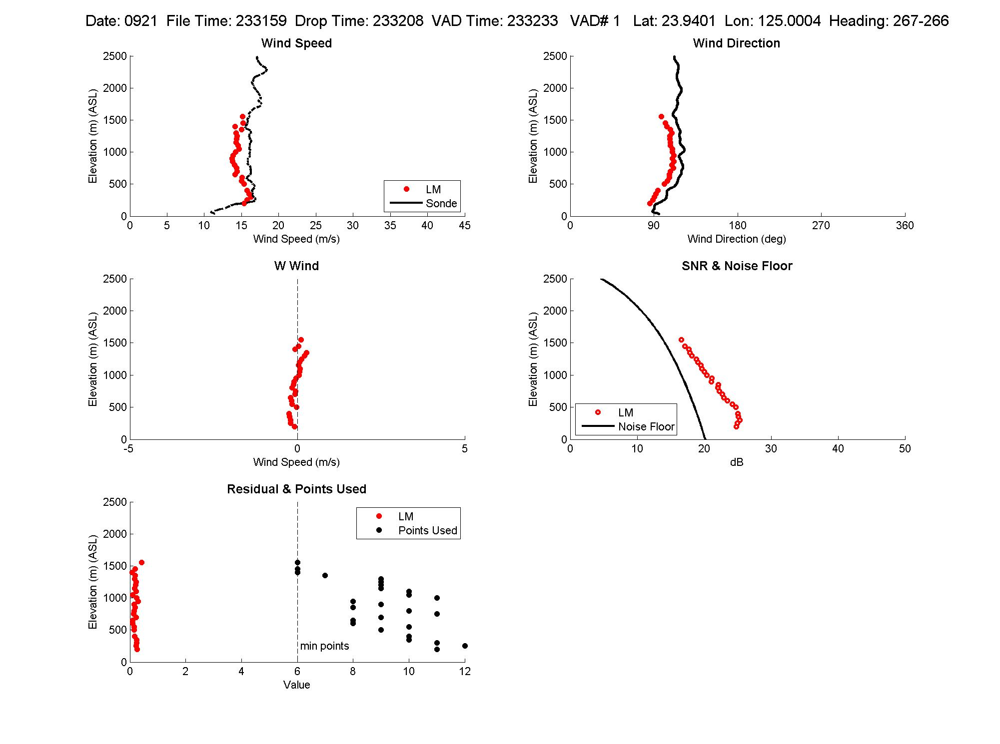 Date: 0921  File Time: 233159  Drop Time: 233208  VAD Time: 233233   VAD# 1   Lat: 23.9401  Lon: 125.0004  Heading: 267-266
Wind Speed
2500
2000
1500
1000
500
0
Elevation (m) (ASL)
LM
Sonde
0 5 10 15 20 25 30 35 40 45
Wind Speed (m/s)
Wind Direction
2500
2000
1500
1000
500
0
Elevation (m) (ASL)
0 90 180 270 360
Wind Direction (deg)
W Wind
2500
2000
1500
1000
500
0
Elevation (m) (ASL)
-5 0 5
Wind Speed (m/s)
SNR & Noise Floor
2500
2000
1500
1000
500
0
Elevation (m) (ASL)
LM
Noise Floor
0 10 20 30 40 50
dB
Residual & Points Used
2500
2000
1500
1000
500
0
Elevation (m) (ASL)
LM
Points Used
min points
0 2 4 6 8 10 12
Value